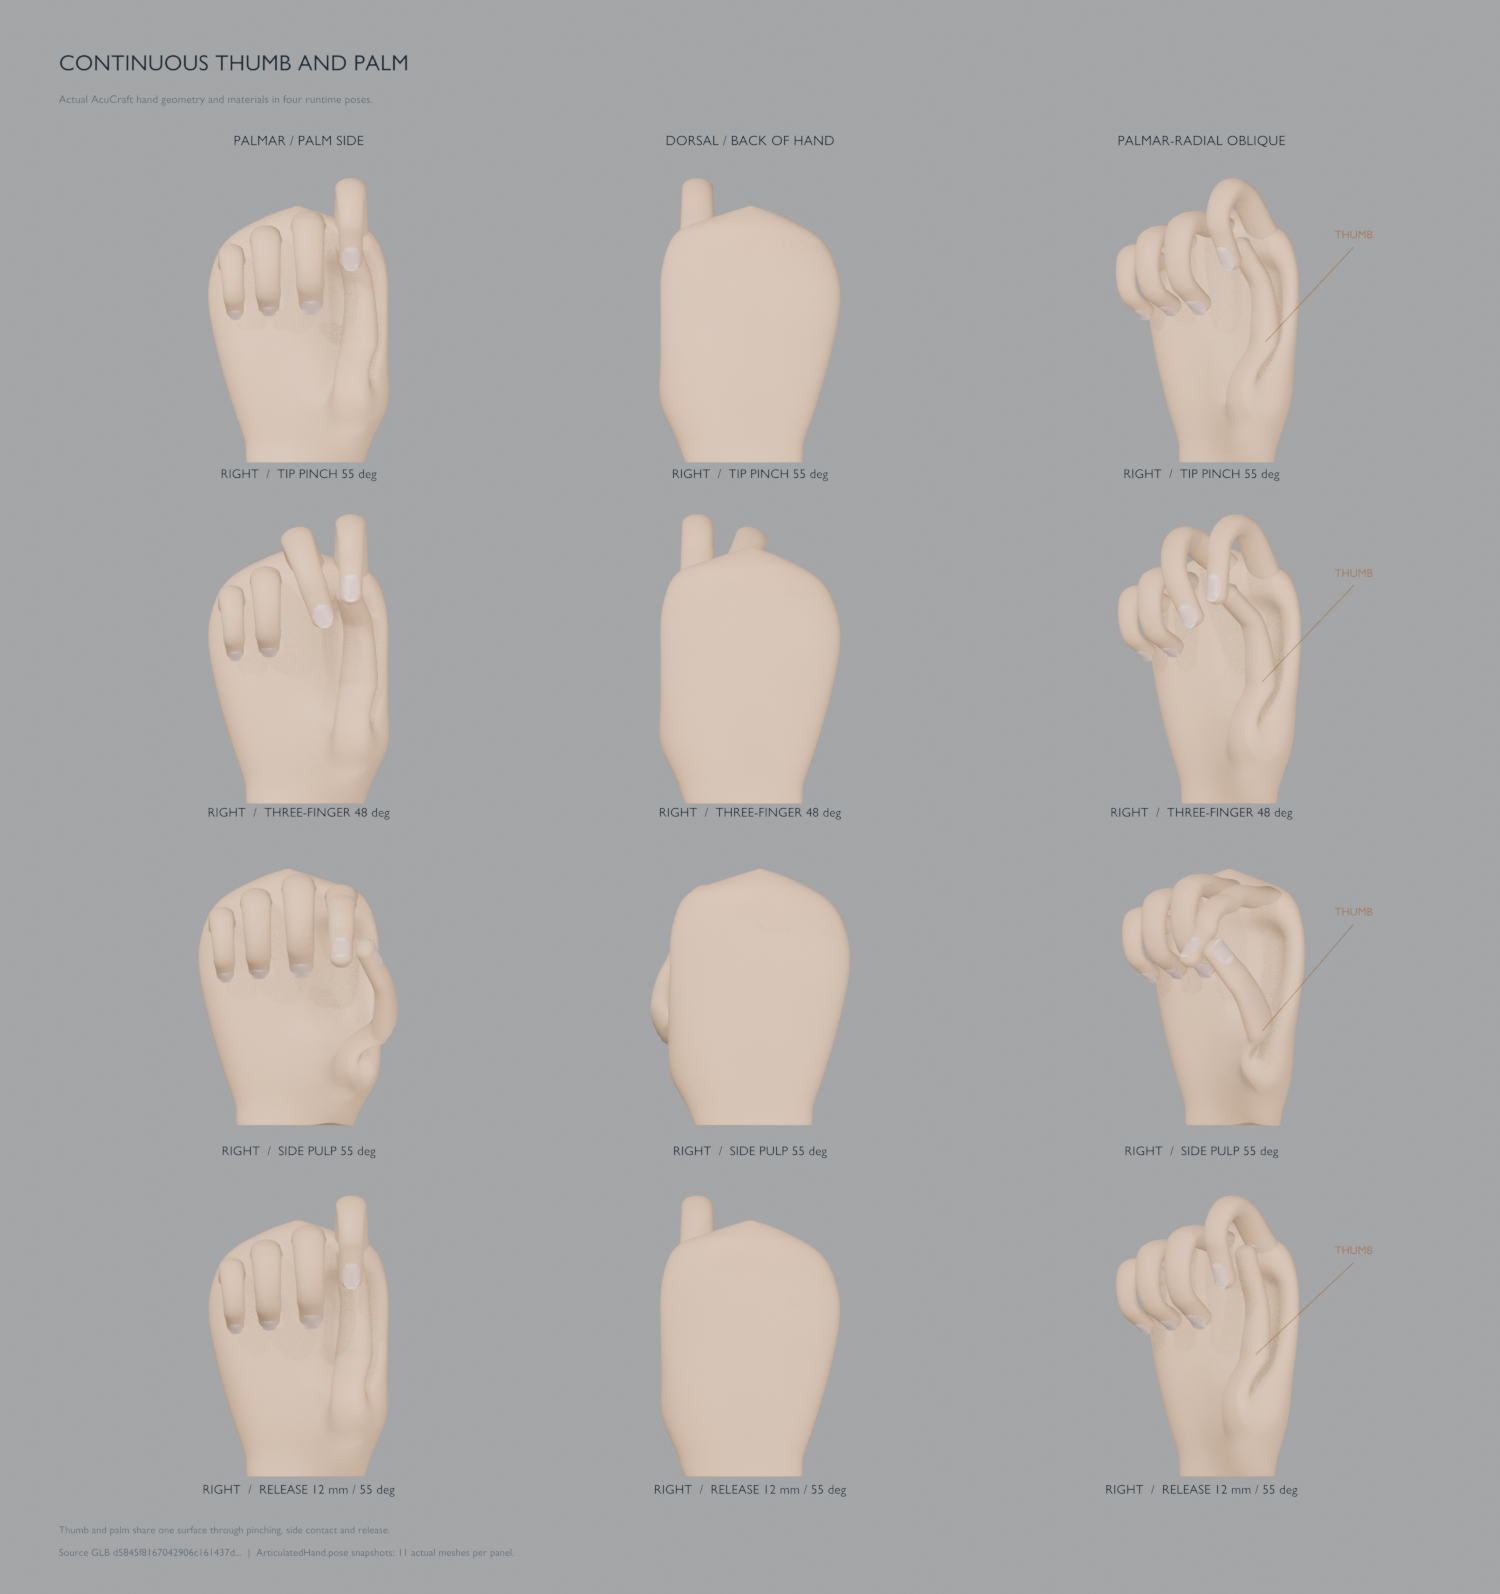 CONTINUOUS THUMB AND PALM
Actual AcuCraft hand geometry and materials in four runtime poses.
PALMAR / PALM SIDE
DORSAL / BACK OF HAND
PALMAR-RADIAL OBLIQUE
THUMB
RIGHT / TIP PINCH 55 deg
RIGHT / TIP PINCH 55 deg
RIGHT / TIP PINCH 55 deg
THUMB
RIGHT / THREE-FINGER 48 deg
RIGHT / THREE-FINGER 48 deg
RIGHT / THREE-FINGER 48 deg
THUMB
RIGHT / SIDE PULP 55 deg
RIGHT / SIDE PULP 55 deg
RIGHT / SIDE PULP 55 deg
THUMB
RIGHT / RELEASE 12 mm / 55 deg
RIGHT / RELEASE 12 mm / 55 deg
RIGHT / RELEASE 12 mm / 55 deg
Thumb and palm share one surface through pinching, side contact and release.
Source GLB d5845f8167042906c161437d... | ArticulatedHand.pose snapshots: 11 actual meshes per panel.